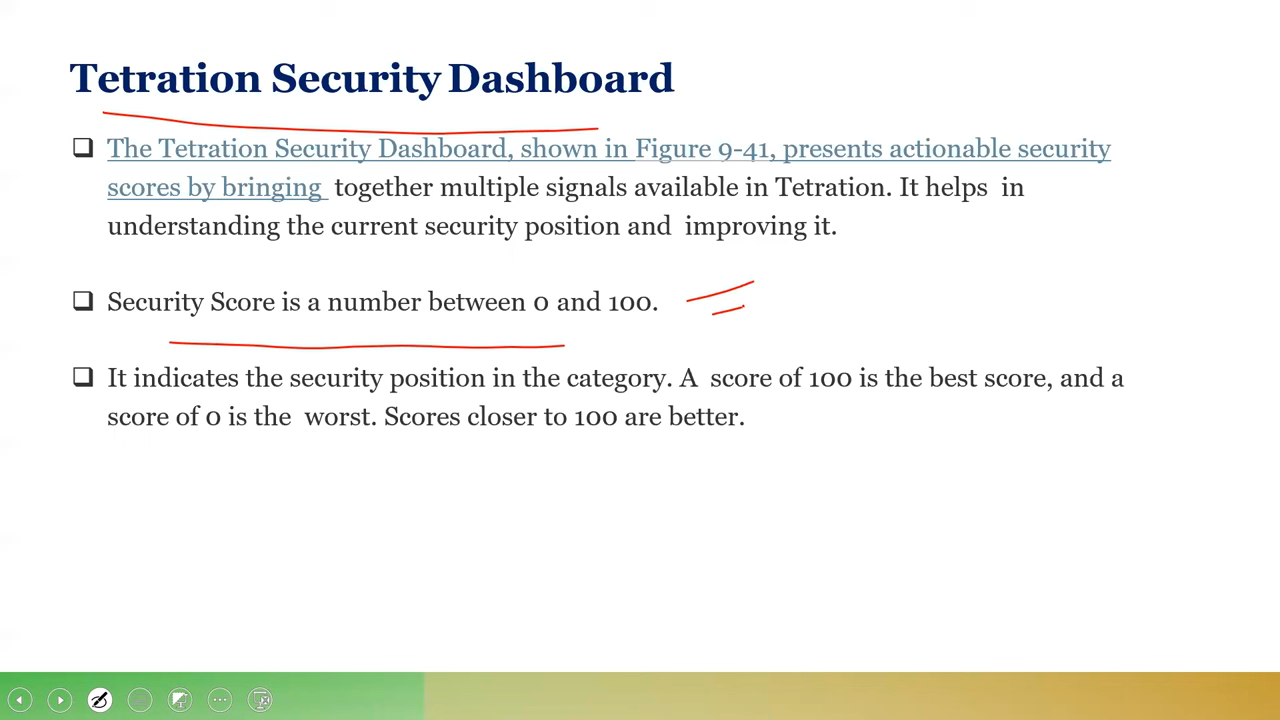 Tetration Security Dashboard
The Tetration Security Dashboard, shown in Figure 9-41, presents actionable security
scores by bringing together multiple signals available in Tetration. It helps in
understanding the current security position and improving it.
Security Score is a number between 0 and 100.
It indicates the security position in the category. A score of 100 is the best score, and a
score of 0 is the worst. Scores closer to 100 are better.